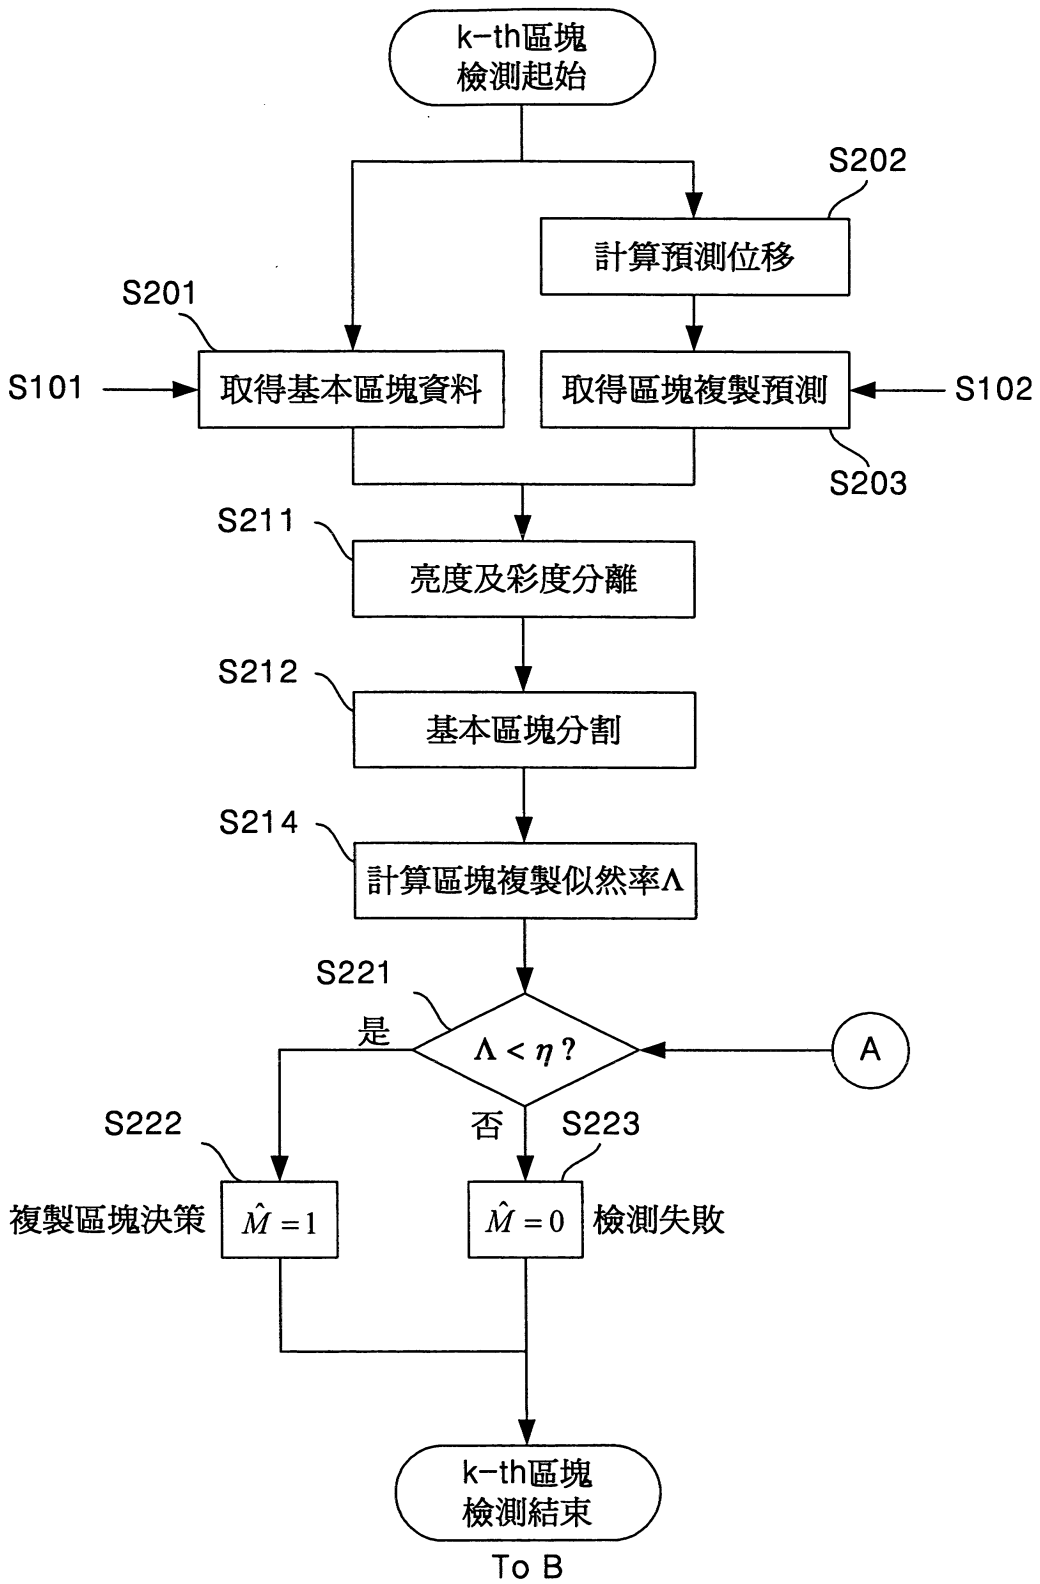 k-th區塊
檢測起始
S202
計算預測位移
S201
S101
取得基本區塊資料
取得區塊複製預測
S102
S203
S211
亮度及彩度分離
S212
基本區塊分割
S214
計算區塊複製似然率Λ
S221
是
Λ < η ?
A
否
S222
S223
複製區塊決策
M̂ = 1
M̂ = 0
檢測失敗
k-th區塊
檢測結束
To B